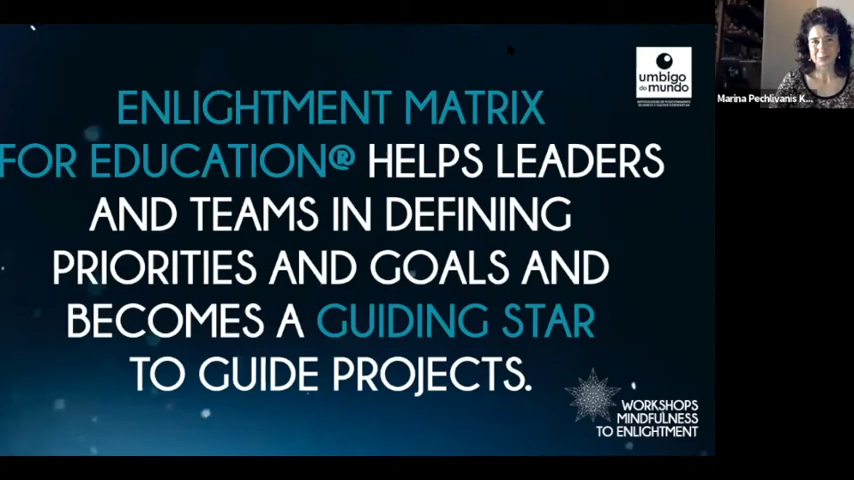 ENLIGHTMENT MATRIX
FOR EDUCATION® HELPS LEADERS
AND TEAMS IN DEFINING
PRIORITIES AND GOALS AND
BECOMES A GUIDING STAR
TO GUIDE PROJECTS.
umbigo
do mundo
Marina Pechlivanis K...
WORKSHOPS
MINDFULNESS
TO ENLIGHTMENT